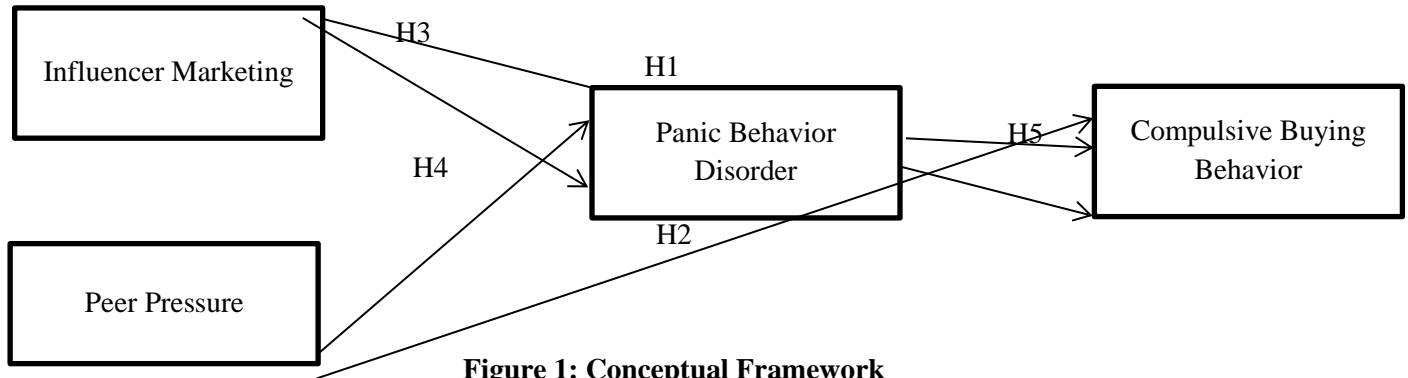 H3
Influencer Marketing
H1
Panic Behavior
Disorder
H5
Compulsive Buying
Behavior
H4
H2
Peer Pressure
Figure 1: Conceptual Framework